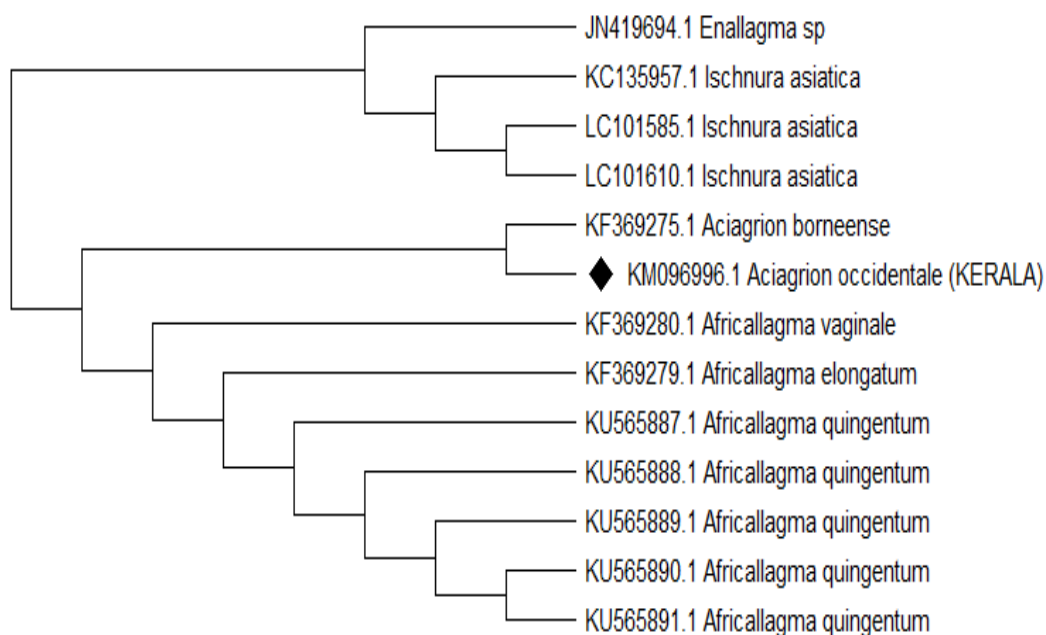 JN419694.1 Enallagma sp
KC135957.1 Ischnura asiatica
LC101585.1 Ischnura asiatica
LC101610.1 Ischnura asiatica
KF369275.1 Aciagrion borneense
KM096996.1 Aciagrion occidentale (KERALA)
KF369280.1 Africallagma vaginale
KF369279.1 Africallagma elongatum
KU565887.1 Africallagma quingentum
KU565888.1 Africallagma quingentum
KU565889.1 Africallagma quingentum
KU565890.1 Africallagma quingentum
KU565891.1 Africallagma quingentum